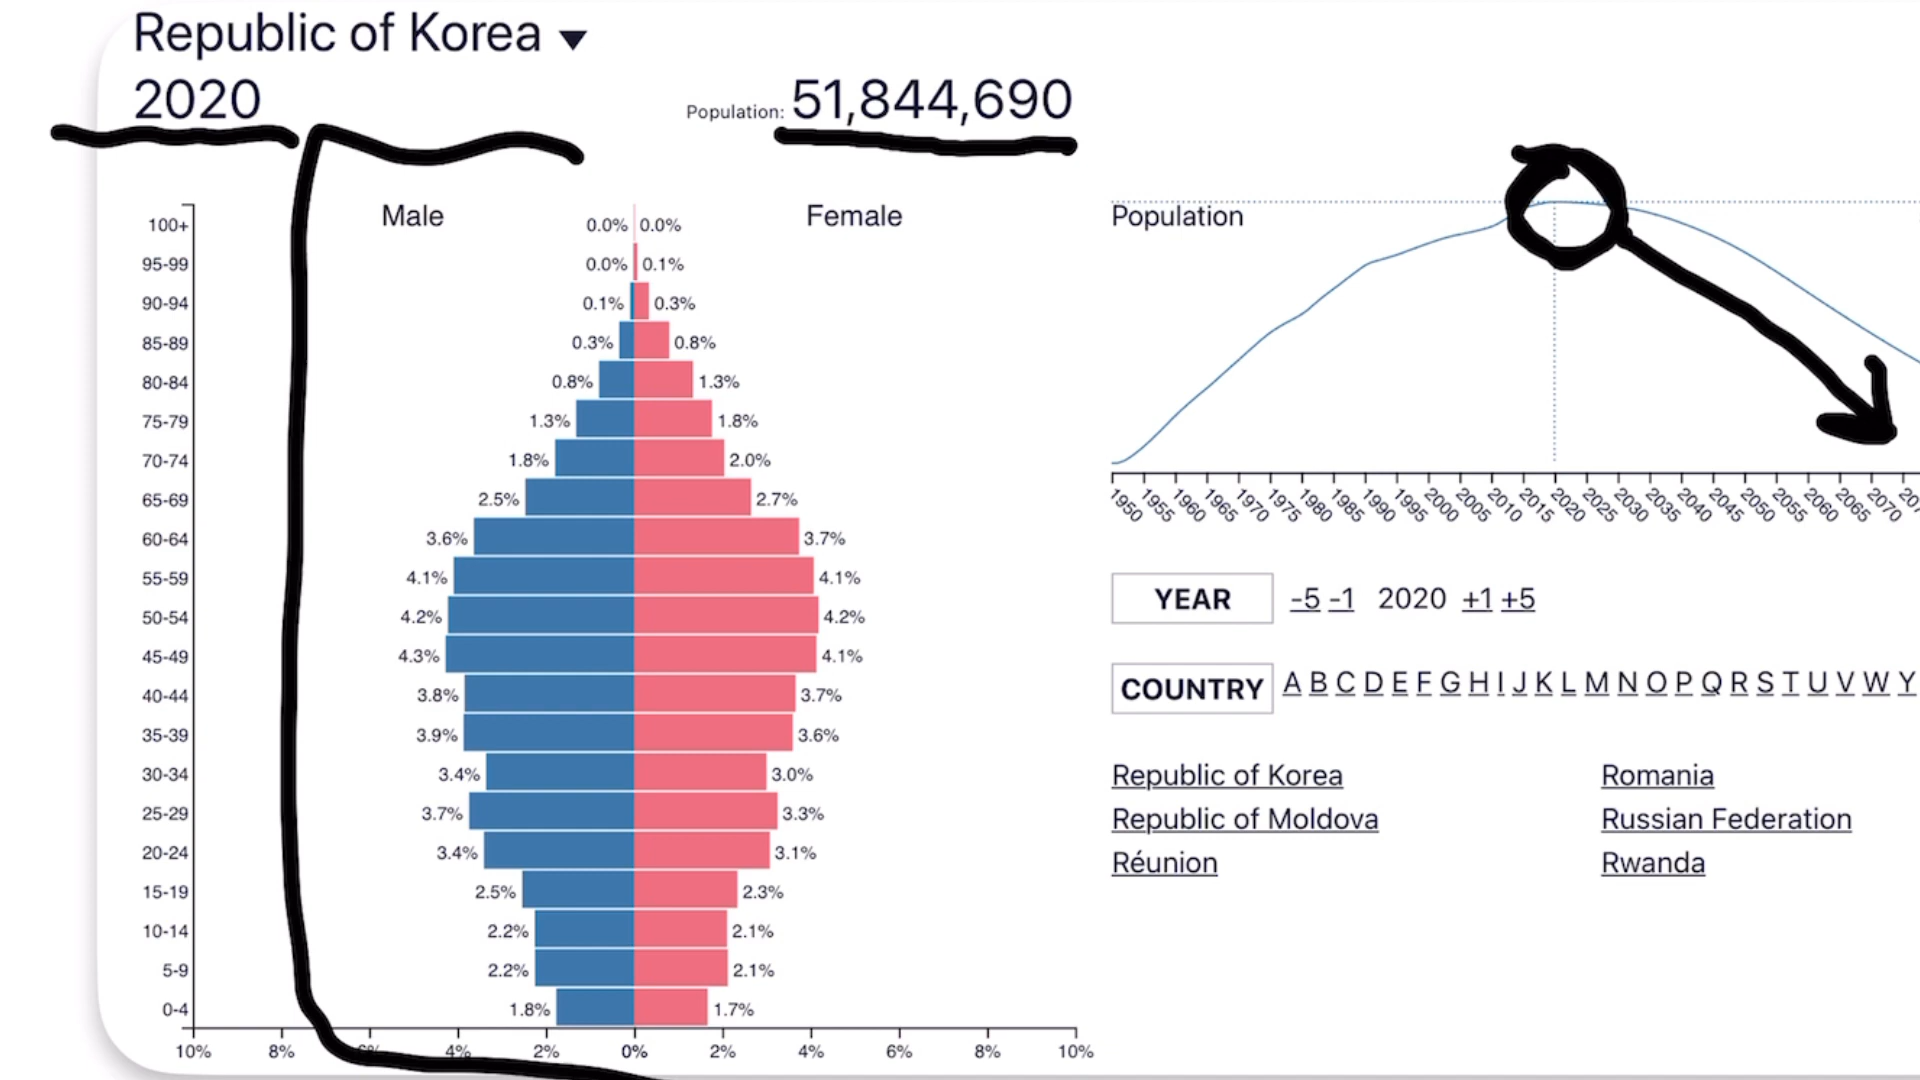 Republic of Korea
2020
Population: 51,844,690
Male Female
100+ 0.0% 0.0%
95-99 0.0% 0.1%
90-94 0.1% 0.3%
85-89 0.3% 0.8%
80-84 0.8% 1.3%
75-79 1.3% 1.8%
70-74 1.8% 2.0%
65-69 2.5% 2.7%
60-64 3.6% 3.7%
55-59 4.1% 4.1%
50-54 4.2% 4.2%
45-49 4.3% 4.1%
40-44 3.8% 3.7%
35-39 3.9% 3.6%
30-34 3.4% 3.0%
25-29 3.7% 3.3%
20-24 3.4% 3.1%
15-19 2.5% 2.3%
10-14 2.2% 2.1%
5-9 2.2% 2.1%
0-4 1.8% 1.7%
10% 8% 6% 4% 2% 0% 2% 4% 6% 8% 10%
Population
1950 1955 1960 1965 1970 1975 1980 1985 1990 1995 2000 2005 2010 2015 2020 2025 2030 2035 2040 2045 2050 2055 2060 2065 2070
YEAR -5 -1 2020 +1 +5
COUNTRY A B C D E F G H I J K L M N O P Q R S T U V W Y
Republic of Korea Romania
Republic of Moldova Russian Federation
Réunion Rwanda